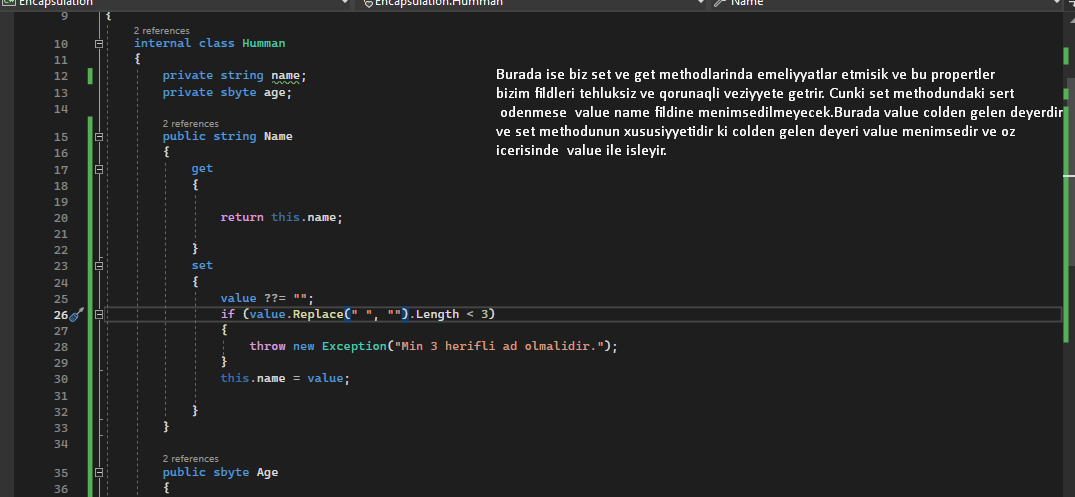 Encapsulation
Encapsulation.Humman
Name
9 {
2 references
10 internal class Humman
11 {
12 private string name;
13 private sbyte age;
14
2 references
15 public string Name
16 {
17 get
18 {
19
20 return this.name;
21
22 }
23 set
24 {
25 value ??= "";
26 if (value.Replace(" ", "").Length < 3)
27 {
28 throw new Exception("Min 3 herifli ad olmalidir.");
29 }
30 this.name = value;
31
32 }
33 }
34
2 references
35 public sbyte Age
36 {
Burada ise biz set ve get methodlarinda emeliyyatlar etmisik ve bu propertler
bizim fildleri tehluksiz ve qorunaqli veziyyete getrir. Cunki set methodundaki sert
odenmese value name fildine menimsedilmeyecek.Burada value colden gelen deyerdir
ve set methodunun xususiyyetidir ki colden gelen deyeri value menimsedir ve oz
icerisinde value ile isleyir.